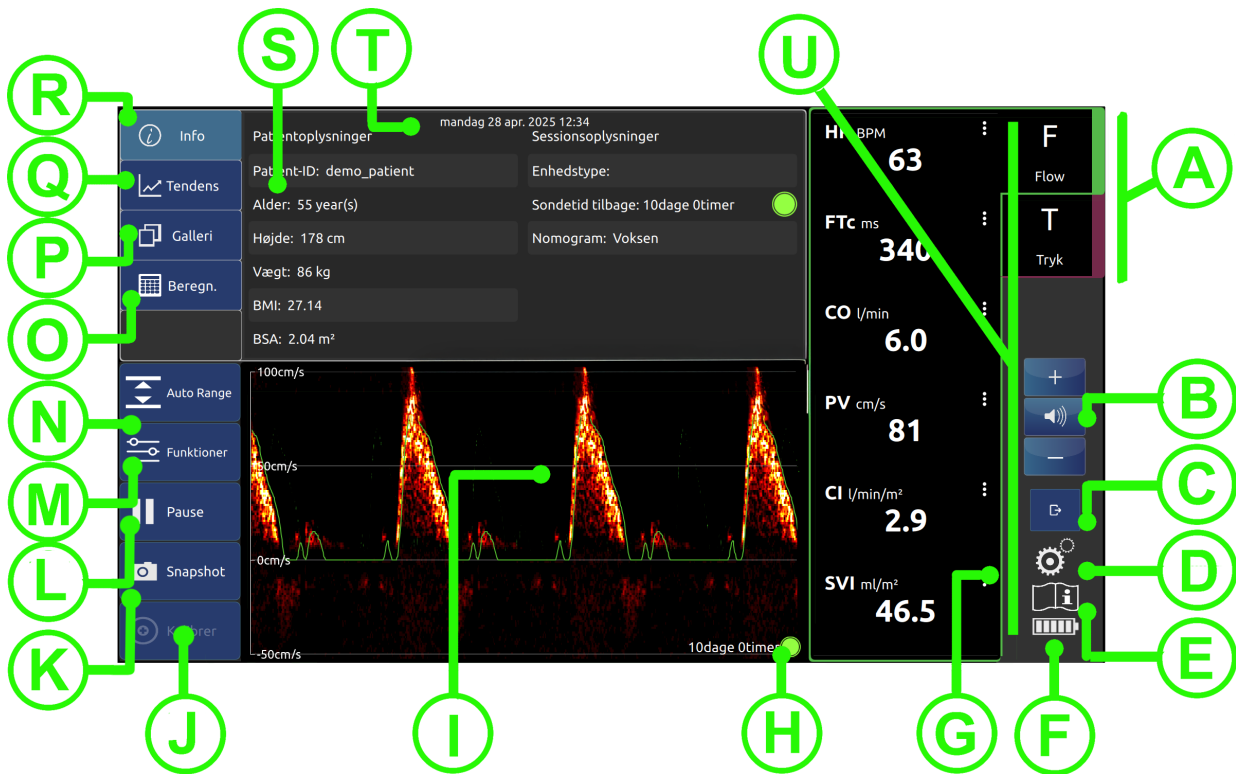 S
T
U
R
Q
P
O
N
M
L
K
J
I
H
G
F
E
D
C
B
A
Info
Tendens
Galleri
Beregn.
Auto Range
Funktioner
Pause
Snapshot
mandag 28 apr. 2025 12:34
Patientoplysninger
Patient-ID: demo_patient
Alder: 55 year(s)
Højde: 178 cm
Vægt: 86 kg
BMI: 27.14
BSA: 2.04 m²
Sessionsoplysninger
Enhedstype:
Sondetid tilbage: 10dage 0timer
Nomogram: Voksen
100cm/s
50cm/s
0cm/s
-50cm/s
10dage 0timer
HR BPM
63
FTc ms
340
CO l/min
6.0
PV cm/s
81
CI l/min/m²
2.9
SVI ml/m²
46.5
F
Flow
T
Tryk
+
−
i